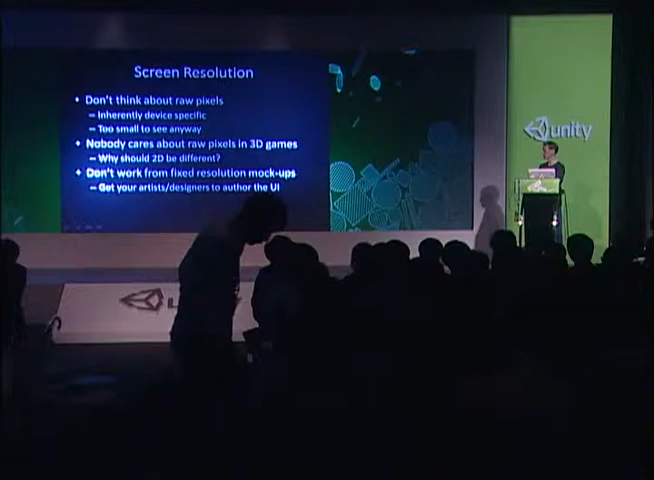 Screen Resolution
• Don't think about raw pixels
– Inherently device specific
– Too small to see anyway
• Nobody cares about raw pixels in 3D games
– Why should 2D be different?
• Don't work from fixed resolution mock-ups
– Get your artists/designers to author the UI
unity